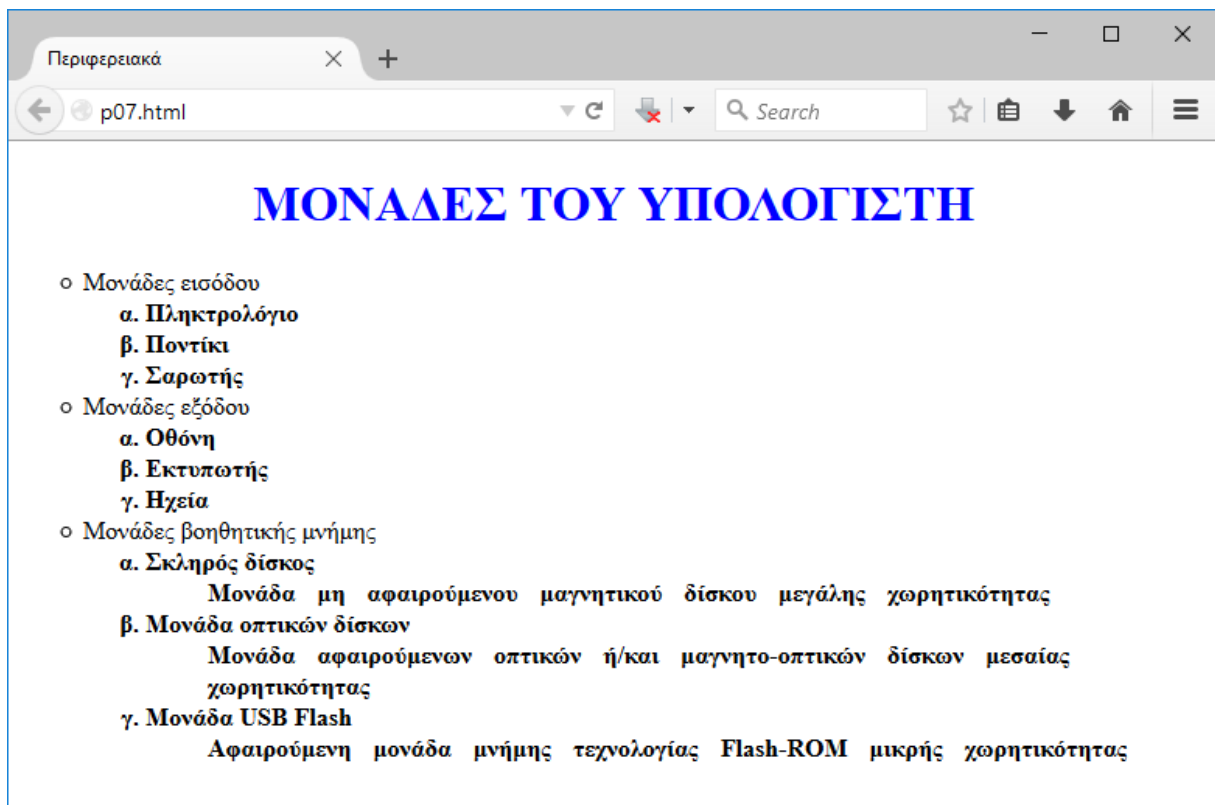 Περιφερειακά
p07.html
Search
ΜΟΝΑΔΕΣ ΤΟΥ ΥΠΟΛΟΓΙΣΤΗ
Μονάδες εισόδου
α. Πληκτρολόγιο
β. Ποντίκι
γ. Σαρωτής
Μονάδες εξόδου
α. Οθόνη
β. Εκτυπωτής
γ. Ηχεία
Μονάδες βοηθητικής μνήμης
α. Σκληρός δίσκος
Μονάδα μη αφαιρούμενου μαγνητικού δίσκου μεγάλης χωρητικότητας
β. Μονάδα οπτικών δίσκων
Μονάδα αφαιρούμενων οπτικών ή/και μαγνητο-οπτικών δίσκων μεσαίας
χωρητικότητας
γ. Μονάδα USB Flash
Αφαιρούμενη μονάδα μνήμης τεχνολογίας Flash-ROM μικρής χωρητικότητας